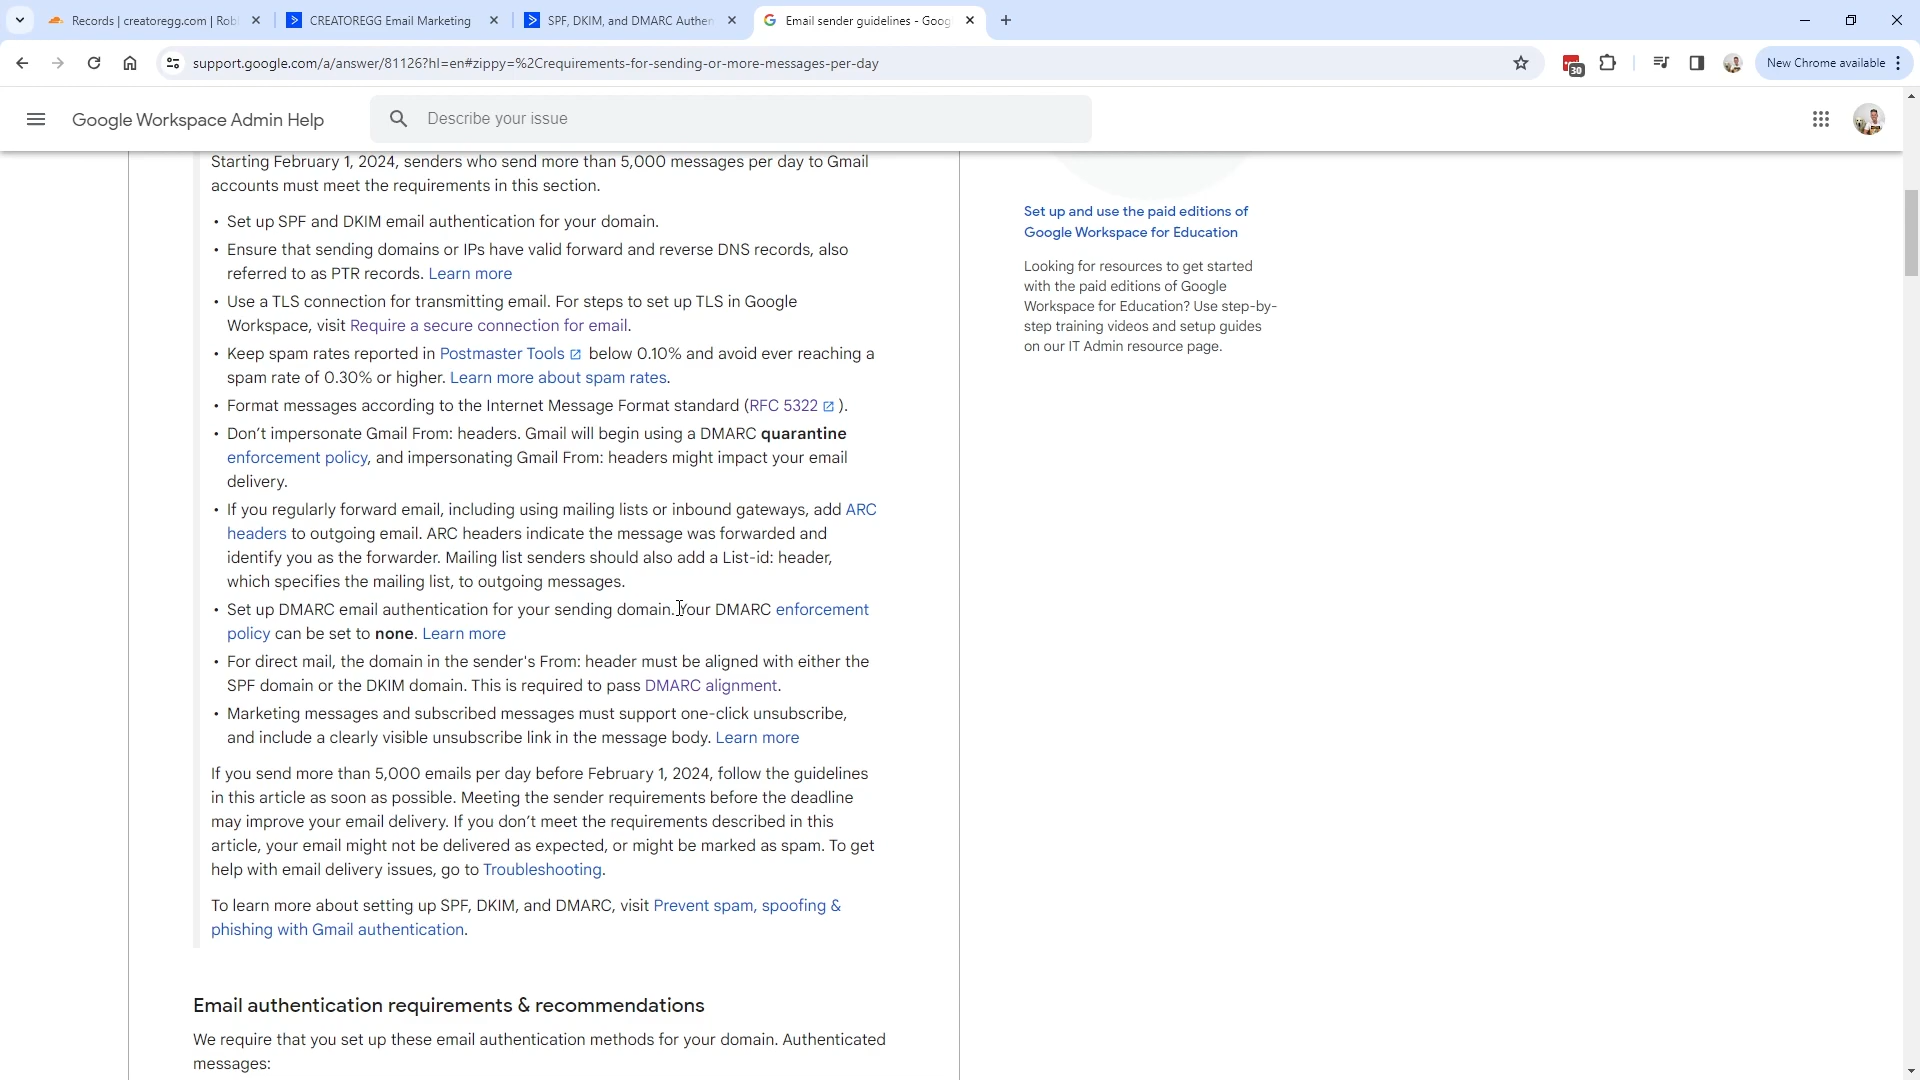 Records | creatoregg.com | Rob
CREATOREGG Email Marketing
SPF, DKIM, and DMARC Authen
Email sender guidelines - Goog
support.google.com/a/answer/81126?hl=en#zippy=%2Crequirements-for-sending-or-more-messages-per-day
30
New Chrome available
Google Workspace Admin Help
Describe your issue
Starting February 1, 2024, senders who send more than 5,000 messages per day to Gmail
accounts must meet the requirements in this section.
• Set up SPF and DKIM email authentication for your domain.
• Ensure that sending domains or IPs have valid forward and reverse DNS records, also
referred to as PTR records. Learn more
• Use a TLS connection for transmitting email. For steps to set up TLS in Google
Workspace, visit Require a secure connection for email.
• Keep spam rates reported in Postmaster Tools below 0.10% and avoid ever reaching a
spam rate of 0.30% or higher. Learn more about spam rates.
• Format messages according to the Internet Message Format standard (RFC 5322 ).
• Don’t impersonate Gmail From: headers. Gmail will begin using a DMARC quarantine
enforcement policy, and impersonating Gmail From: headers might impact your email
delivery.
• If you regularly forward email, including using mailing lists or inbound gateways, add ARC
headers to outgoing email. ARC headers indicate the message was forwarded and
identify you as the forwarder. Mailing list senders should also add a List-id: header,
which specifies the mailing list, to outgoing messages.
• Set up DMARC email authentication for your sending domain. Your DMARC enforcement
policy can be set to none. Learn more
• For direct mail, the domain in the sender's From: header must be aligned with either the
SPF domain or the DKIM domain. This is required to pass DMARC alignment.
• Marketing messages and subscribed messages must support one-click unsubscribe,
and include a clearly visible unsubscribe link in the message body. Learn more
If you send more than 5,000 emails per day before February 1, 2024, follow the guidelines
in this article as soon as possible. Meeting the sender requirements before the deadline
may improve your email delivery. If you don’t meet the requirements described in this
article, your email might not be delivered as expected, or might be marked as spam. To get
help with email delivery issues, go to Troubleshooting.
To learn more about setting up SPF, DKIM, and DMARC, visit Prevent spam, spoofing &
phishing with Gmail authentication.
Email authentication requirements & recommendations
We require that you set up these email authentication methods for your domain. Authenticated
messages:
Set up and use the paid editions of
Google Workspace for Education
Looking for resources to get started
with the paid editions of Google
Workspace for Education? Use step-by-
step training videos and setup guides
on our IT Admin resource page.